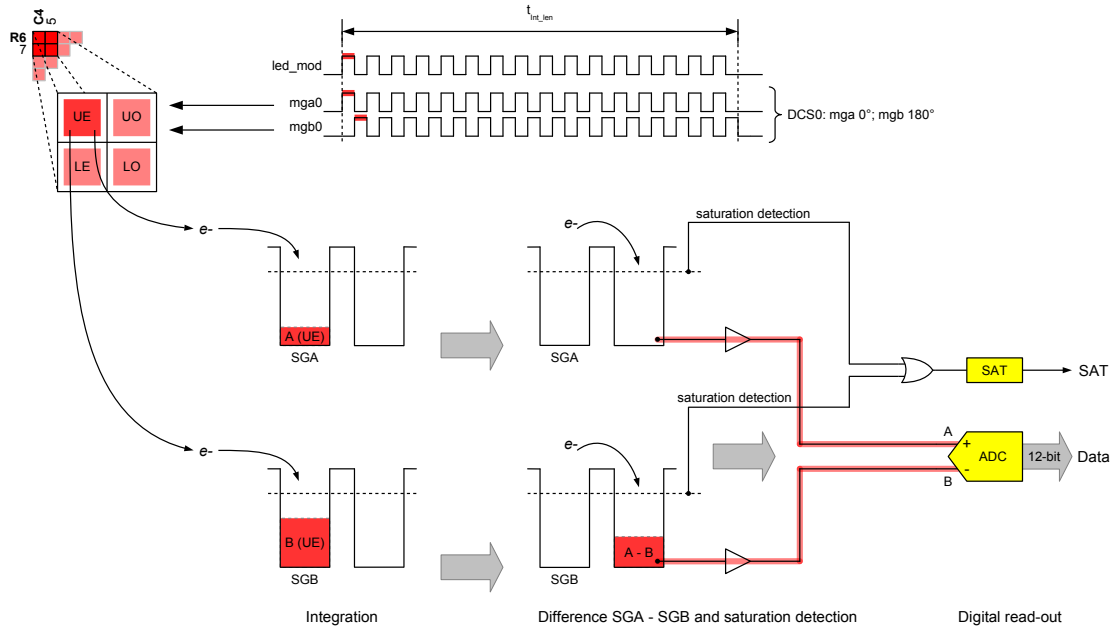 C4
5
R6
7
t Int_len
led_mod
mga0
mgb0
DCS0: mga 0°; mgb 180°
UE
UO
LE
LO
saturation detection
e-
e-
A (UE)
SGA
SGA
SAT
SAT
saturation detection
e-
e-
A
+
ADC
12-bit
Data
-
B
B (UE)
A - B
SGB
SGB
Integration
Difference SGA - SGB and saturation detection
Digital read-out